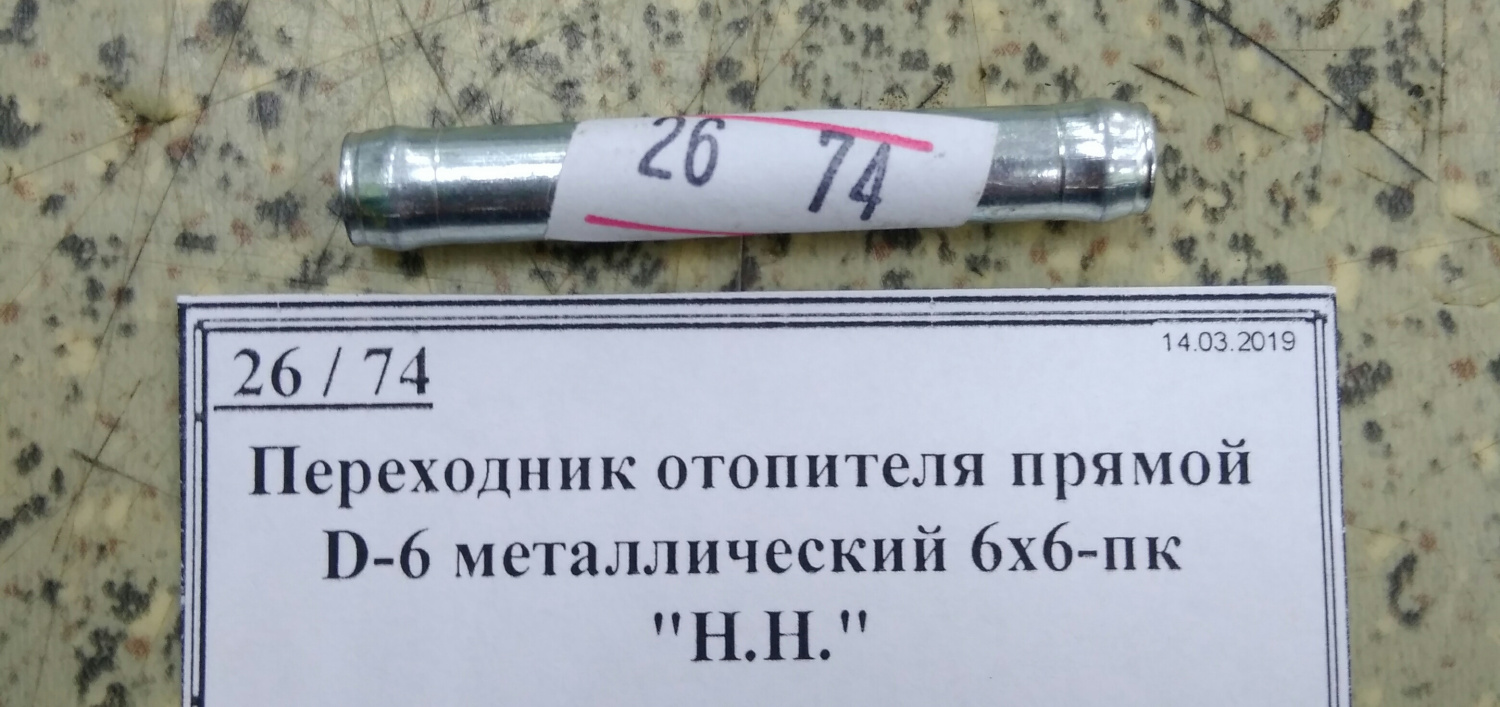 26 74
14.03.2019
26 / 74
Переходник отопителя прямой
D-6 металлический 6х6-пк
"Н.Н."